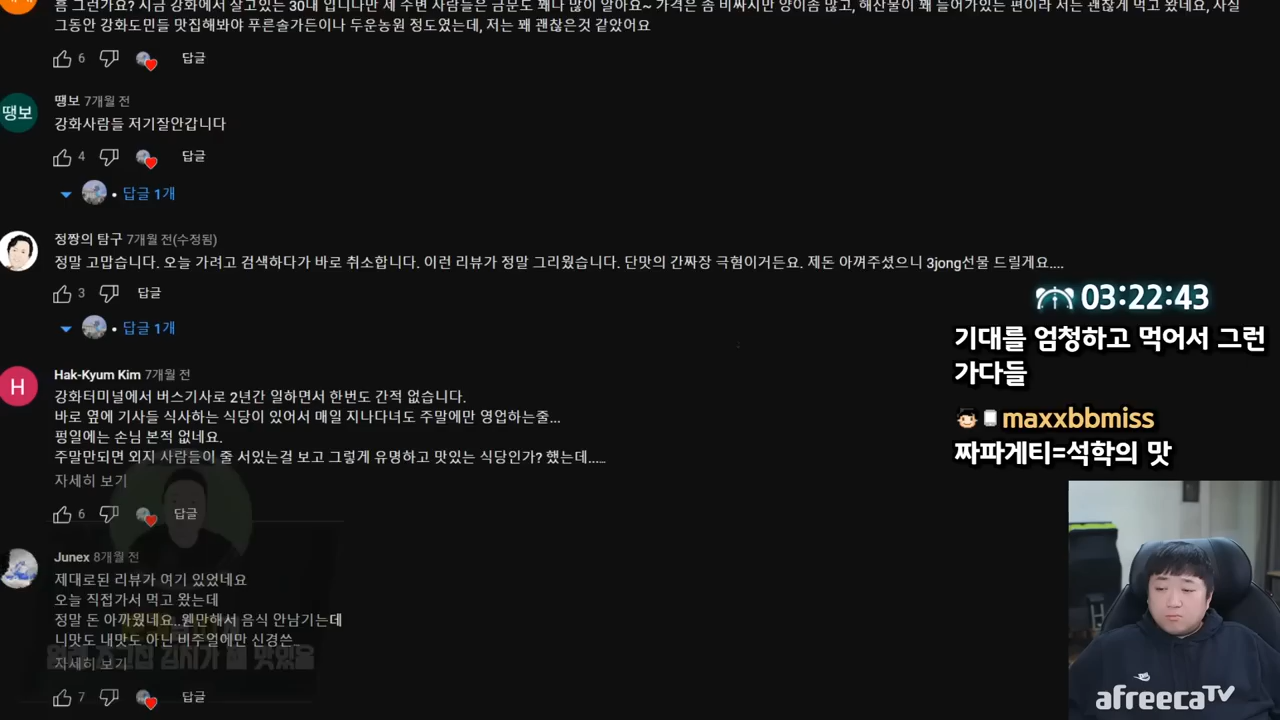 흠 그런가요? 지금 강화에서 살고있는 30대 입니다만 제 주변 사람들은 금문도 꽤나 많이 알아요~ 가격은 좀 비싸지만 양이좀 많고, 해산물이 꽤 들어가있는 편이라 저는 괜찮게 먹고 왔네요, 사실
그동안 강화도민들 맛집해봐야 푸른솔가든이나 두운농원 정도였는데, 저는 꽤 괜찮은것 같았어요
6 답글
땡보
땡보 7개월 전
강화사람들 저기잘안갑니다
4 답글
• 답글 1개
정짱의 탐구 7개월 전(수정됨)
정말 고맙습니다. 오늘 가려고 검색하다가 바로 취소합니다. 이런 리뷰가 정말 그리웠습니다. 단맛의 간짜장 극혐이거든요. 제돈 아껴주셨으니 3jong선물 드릴게요....
3 답글
• 답글 1개
03:22:43
기대를 엄청하고 먹어서 그런
가다들
maxxbbmiss
짜파게티=석학의 맛
H
Hak-Kyum Kim 7개월 전
강화터미널에서 버스기사로 2년간 일하면서 한번도 간적 없습니다.
바로 옆에 기사들 식사하는 식당이 있어서 매일 지나다녀도 주말에만 영업하는줄...
평일에는 손님 본적 없네요.
주말만되면 외지 사람들이 줄 서있는걸 보고 그렇게 유명하고 맛있는 식당인가? 했는데......
자세히 보기
6 답글
Junex 8개월 전
제대로된 리뷰가 여기 있었네요
오늘 직접가서 먹고 왔는데
정말 돈 아까웠네요..웬만해서 음식 안남기는데
니맛도 내맛도 아닌 비주얼에만 신경쓴...
자세히 보기
7 답글
afreecaTV